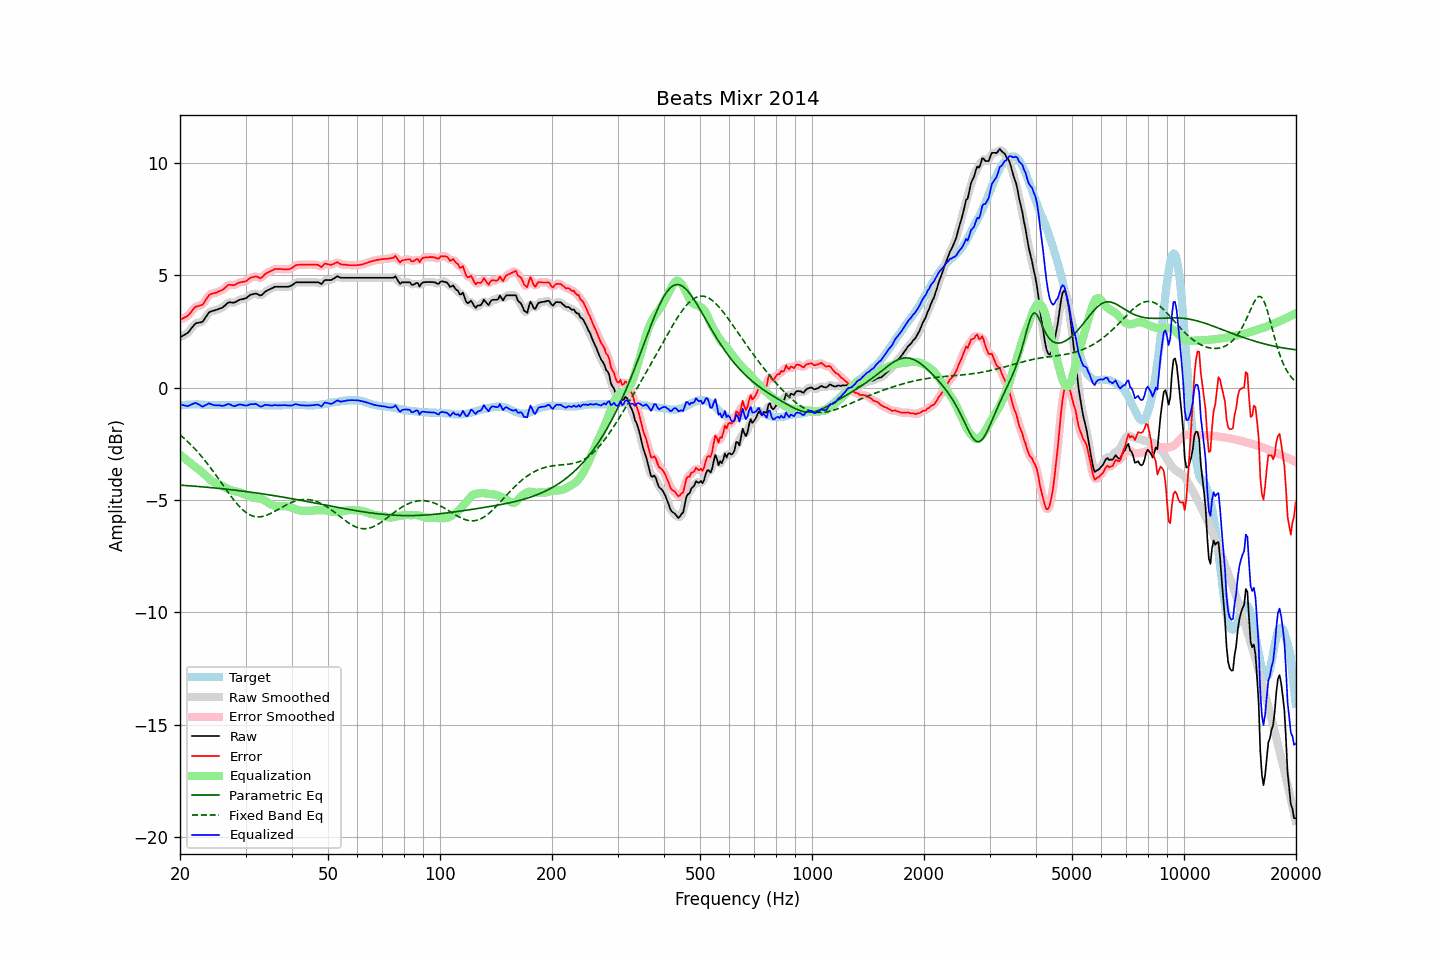 Beats Mixr 2014
Amplitude (dBr)
10
5
0
−5
−10
−15
−20
Target
Raw Smoothed
Error Smoothed
Raw
Error
Equalization
Parametric Eq
Fixed Band Eq
Equalized
20 50 100 200 500 1000 2000 5000 10000 20000
Frequency (Hz)